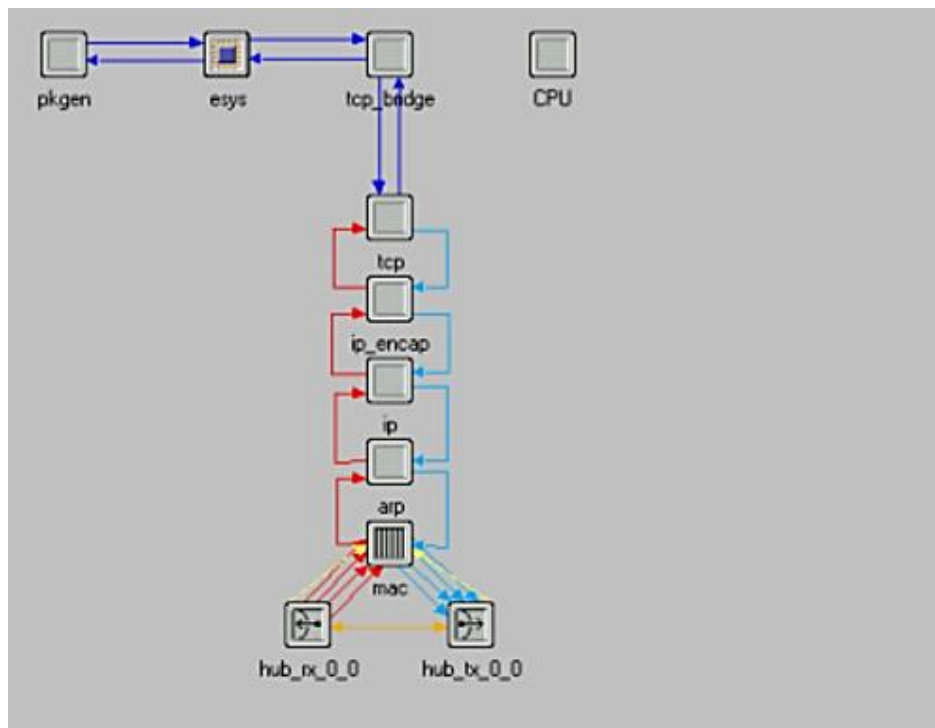 pkgen
esys
tcp_bridge
CPU
tcp
ip_encap
ip
arp
mac
hub_rx_0_0
hub_tx_0_0